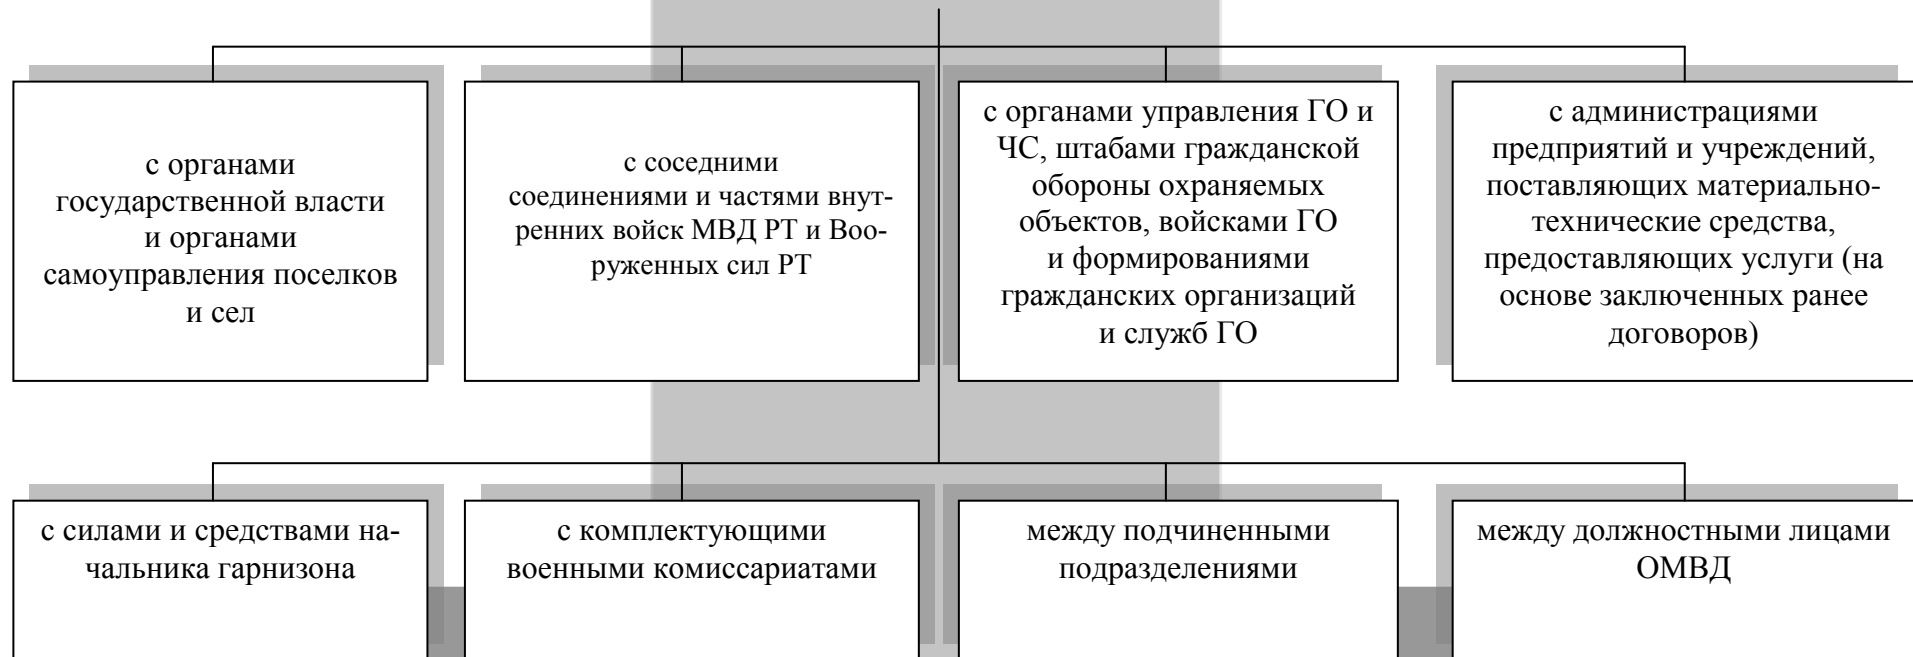 с органами
государственной власти
и органами
самоуправления поселков
и сел
с соседними
соединениями и частями внут-
ренних войск МВД РТ и Воо-
руженных сил РТ
с органами управления ГО и
ЧС, штабами гражданской
обороны охраняемых
объектов, войсками ГО
и формированиями
гражданских организаций
и служб ГО
с администрациями
предприятий и учреждений,
поставляющих материально-
технические средства,
предоставляющих услуги (на
основе заключенных ранее
договоров)
с силами и средствами на-
чальника гарнизона
с комплектующими
военными комиссариатами
между подчиненными
подразделениями
между должностными лицами
ОМВД